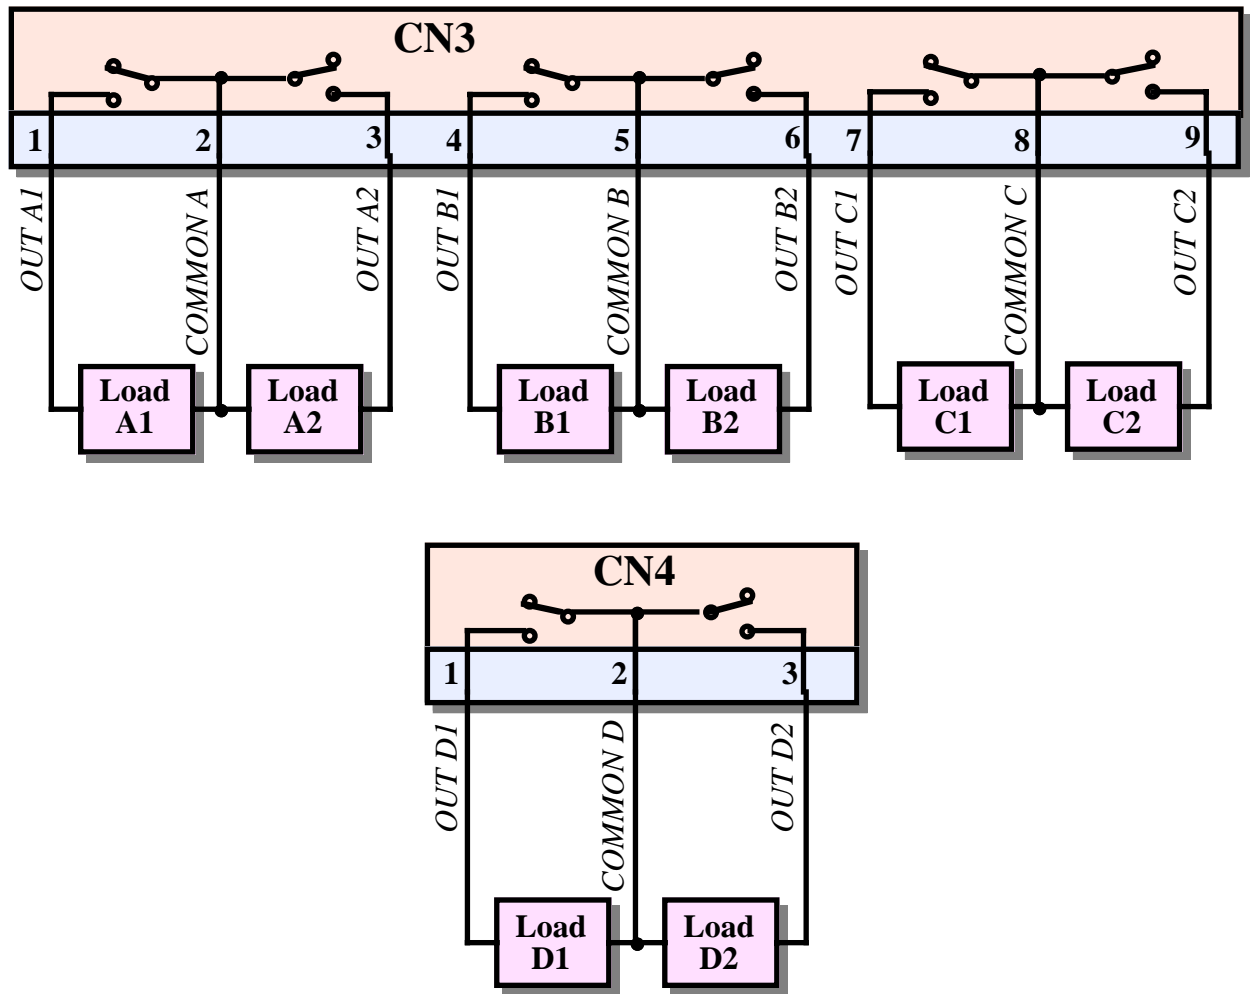 CN3
1 2 3 4 5 6 7 8 9
OUT A1
COMMON A
OUT A2
OUT B1
COMMON B
OUT B2
OUT C1
COMMON C
OUT C2
Load
A1
Load
A2
Load
B1
Load
B2
Load
C1
Load
C2
CN4
1 2 3
OUT D1
COMMON D
OUT D2
Load
D1
Load
D2